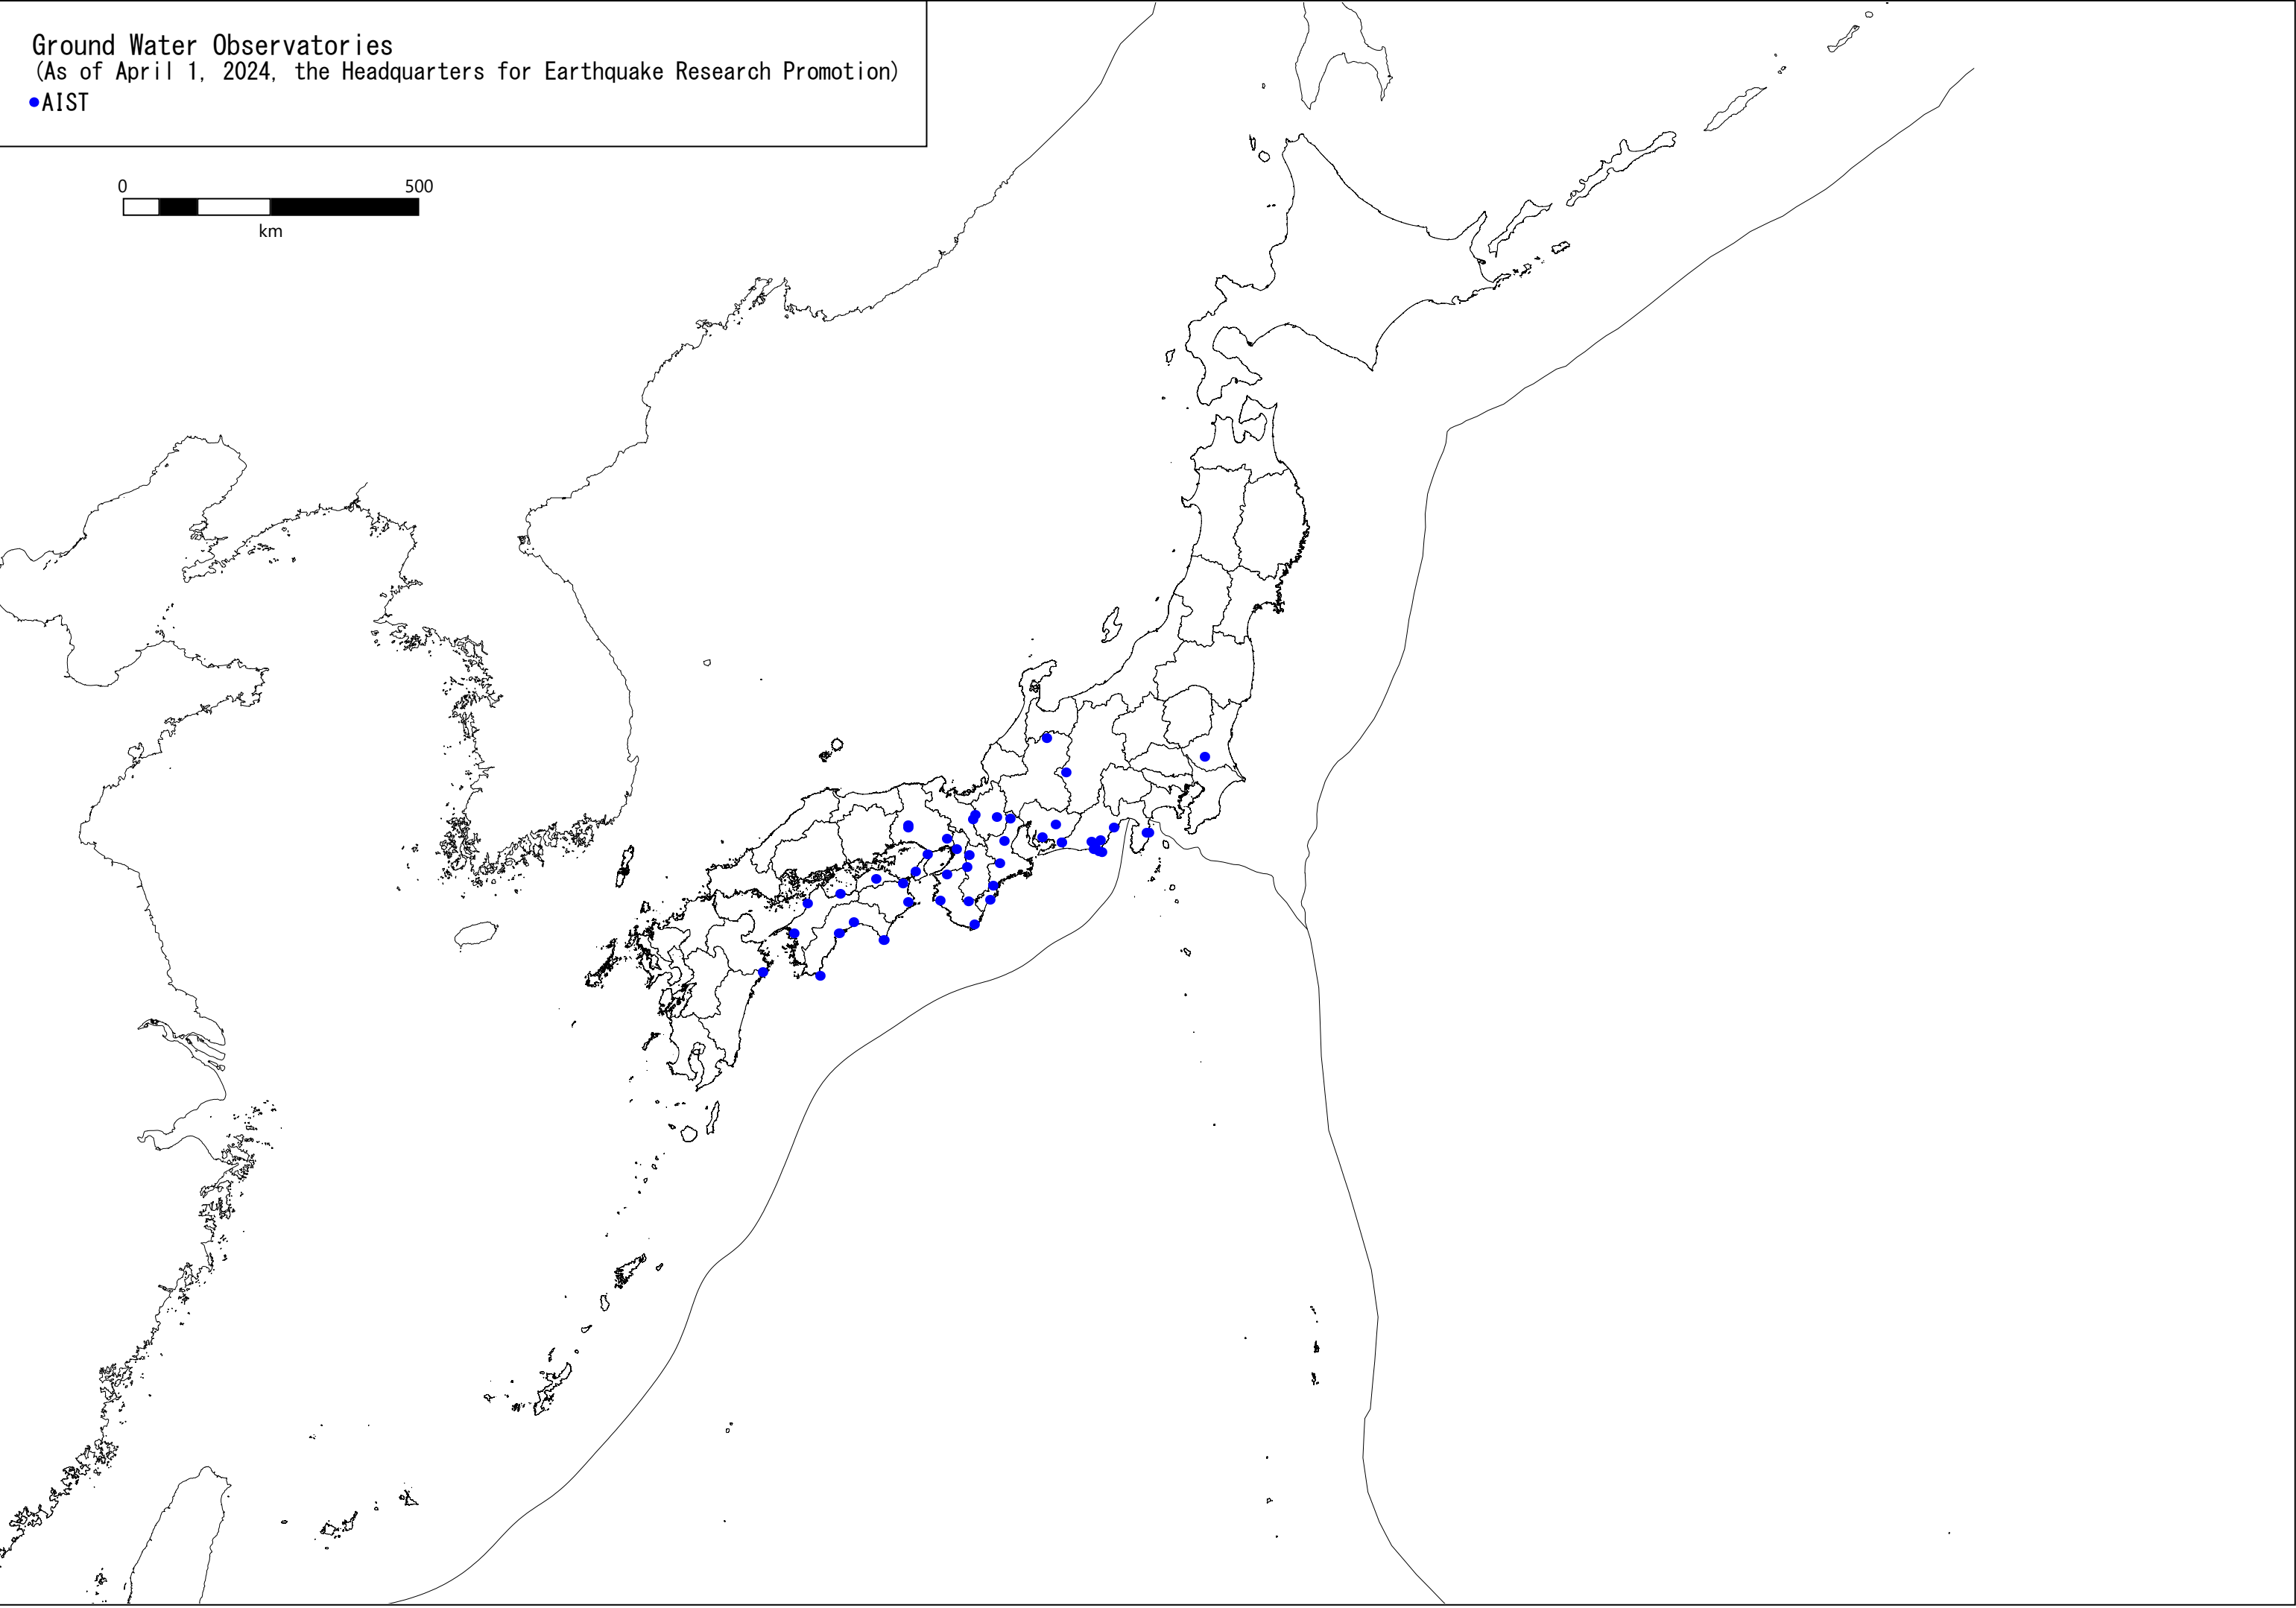 Ground Water Observatories
(As of April 1, 2024, the Headquarters for Earthquake Research Promotion)
AIST
0 500
km